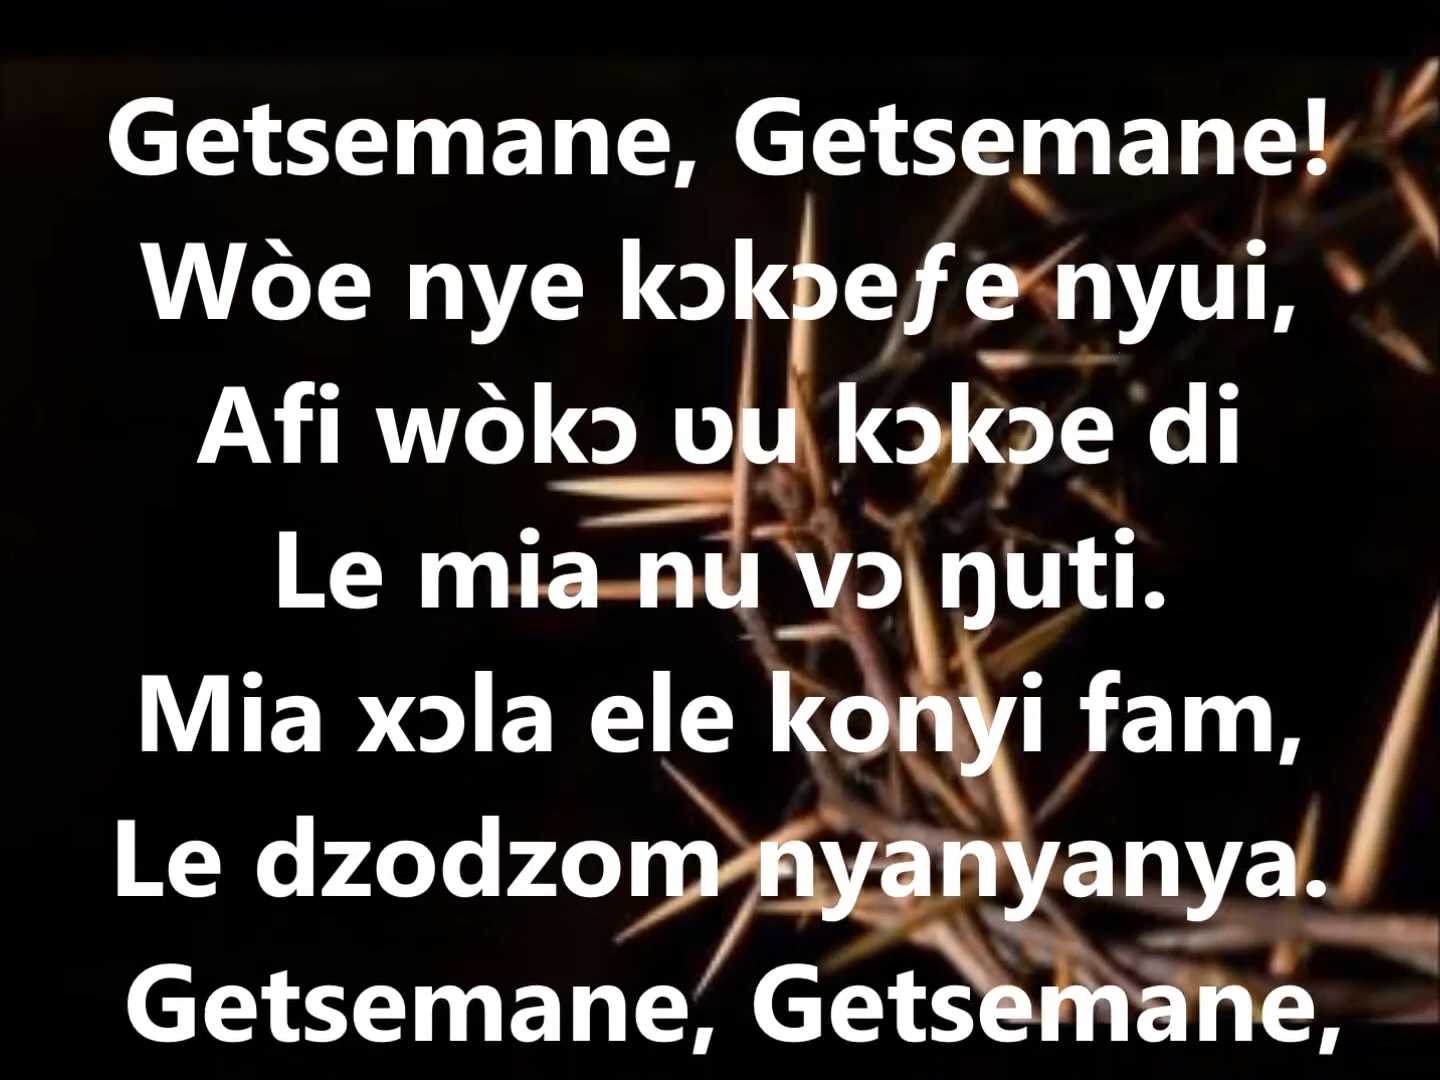 Getsemane, Getsemane!
Wòe nye kɔkɔeƒe nyui,
Afi wòkɔ ʋu kɔkɔe di
Le mia nu vɔ ŋuti.
Mia xɔla ele konyi fam,
Le dzodzom nyanyanya.
Getsemane, Getsemane,